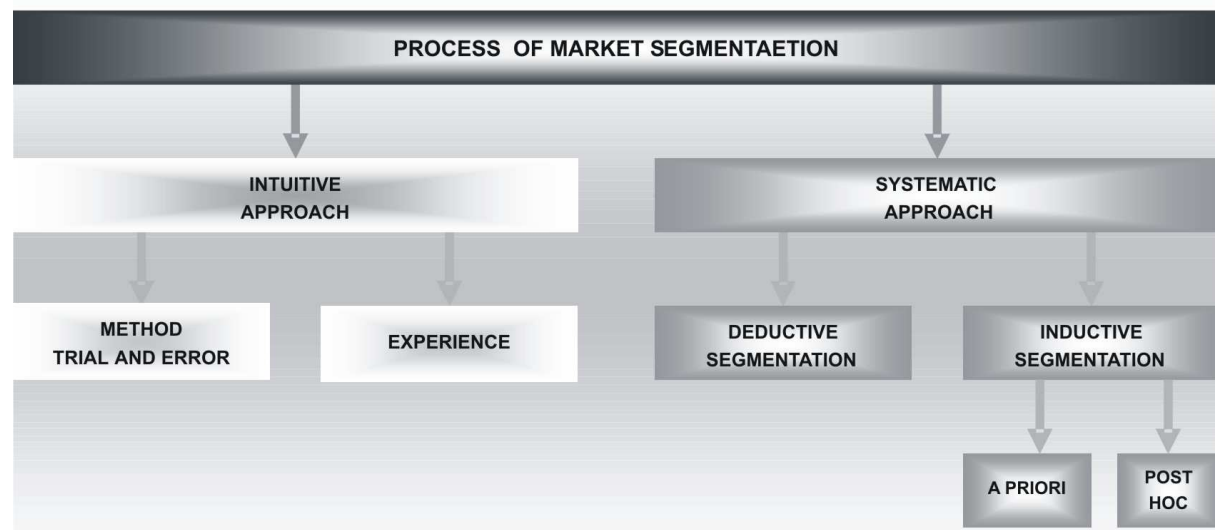 PROCESS OF MARKET SEGMENTAETION
INTUITIVE
APPROACH
SYSTEMATIC
APPROACH
METHOD
TRIAL AND ERROR
EXPERIENCE
DEDUCTIVE
SEGMENTATION
INDUCTIVE
SEGMENTATION
A PRIORI
POST
HOC